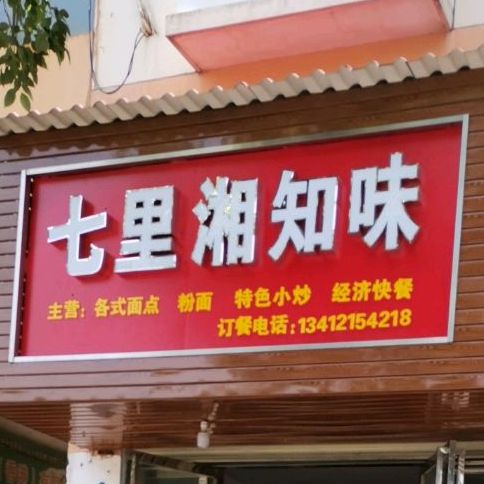 七里湘知味
主营：各式面点 粉面 特色小炒 经济快餐
订餐电话：13412154218